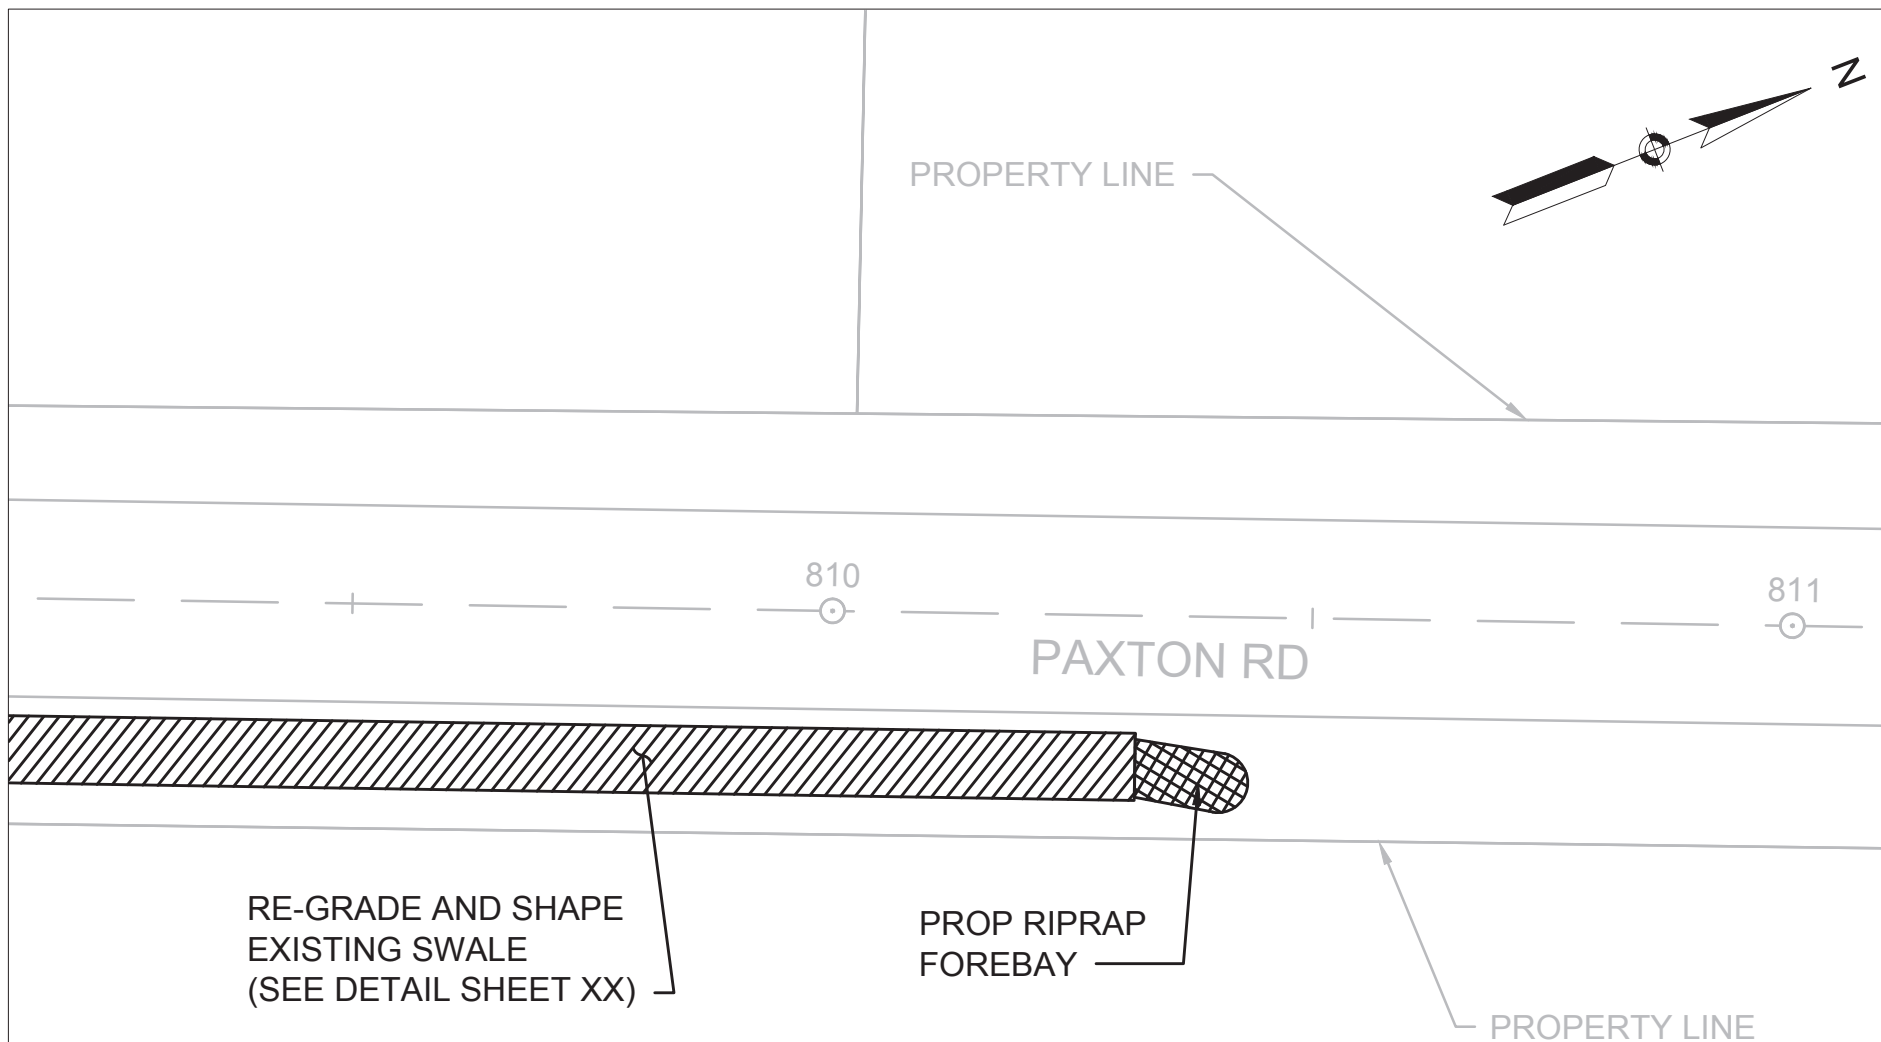 N
PROPERTY LINE
810
811
PAXTON RD
RE-GRADE AND SHAPE
EXISTING SWALE
(SEE DETAIL SHEET XX)
PROP RIPRAP
FOREBAY
PROPERTY LINE